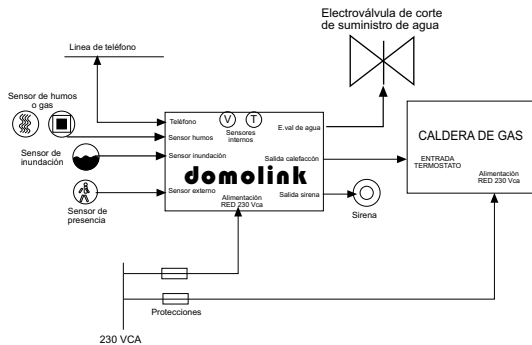 Electroválvula de corte
de suministro de agua
Linea de teléfono
Sensor de humos
o gas
Teléfono
V
T
Sensores
internos
E.val de agua
Sensor humos
CALDERA DE GAS
Sensor de
inundación
Sensor inundación
Salida calefaccón
ENTRADA
TERMOSTATO
domolink
Alimentación
RED 230 Vca
Sensor externo
Salida sirena
Alimentación
RED 230 Vca
Sensor de
presencia
Sirena
Protecciones
230 VCA